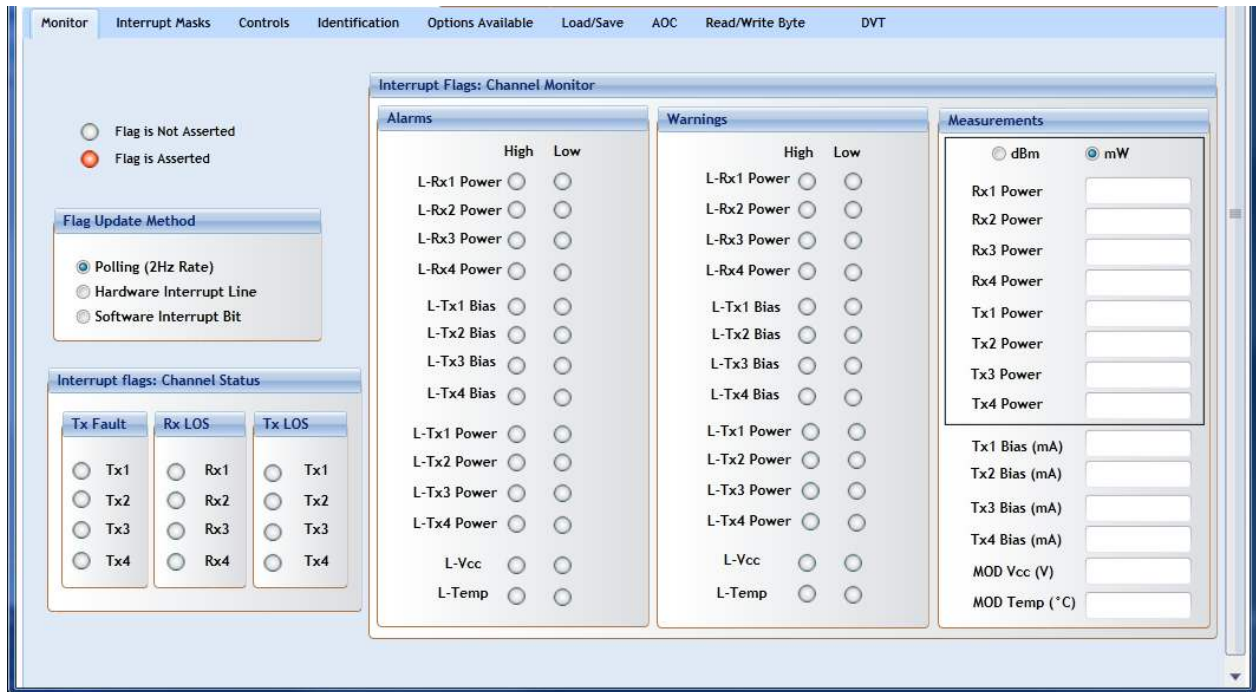 Monitor Interrupt Masks Controls Identification Options Available Load/Save AOC Read/Write Byte DVT
Flag is Not Asserted
Flag is Asserted
Flag Update Method
Polling (2Hz Rate)
Hardware Interrupt Line
Software Interrupt Bit
Interrupt flags: Channel Status
Tx Fault Rx LOS Tx LOS
Tx1 Rx1 Tx1
Tx2 Rx2 Tx2
Tx3 Rx3 Tx3
Tx4 Rx4 Tx4
Interrupt Flags: Channel Monitor
Alarms
High Low
L-Rx1 Power
L-Rx2 Power
L-Rx3 Power
L-Rx4 Power
L-Tx1 Bias
L-Tx2 Bias
L-Tx3 Bias
L-Tx4 Bias
L-Tx1 Power
L-Tx2 Power
L-Tx3 Power
L-Tx4 Power
L-Vcc
L-Temp
Warnings
High Low
L-Rx1 Power
L-Rx2 Power
L-Rx3 Power
L-Rx4 Power
L-Tx1 Bias
L-Tx2 Bias
L-Tx3 Bias
L-Tx4 Bias
L-Tx1 Power
L-Tx2 Power
L-Tx3 Power
L-Tx4 Power
L-Vcc
L-Temp
Measurements
dBm mW
Rx1 Power
Rx2 Power
Rx3 Power
Rx4 Power
Tx1 Power
Tx2 Power
Tx3 Power
Tx4 Power
Tx1 Bias (mA)
Tx2 Bias (mA)
Tx3 Bias (mA)
Tx4 Bias (mA)
MOD Vcc (V)
MOD Temp (°C)